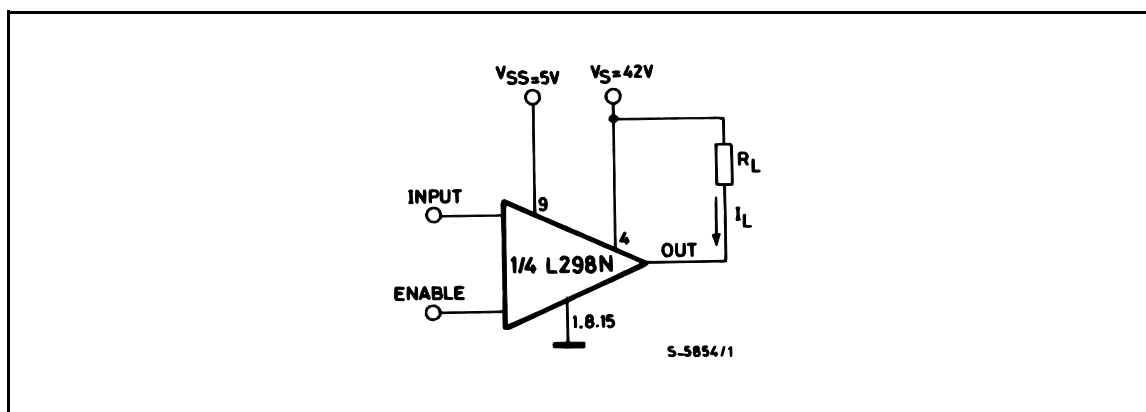 VSS=5V
VS=42V
RL
INPUT
9
IL
4
OUT
1/4 L298N
ENABLE
1.8.15
S-5854/1